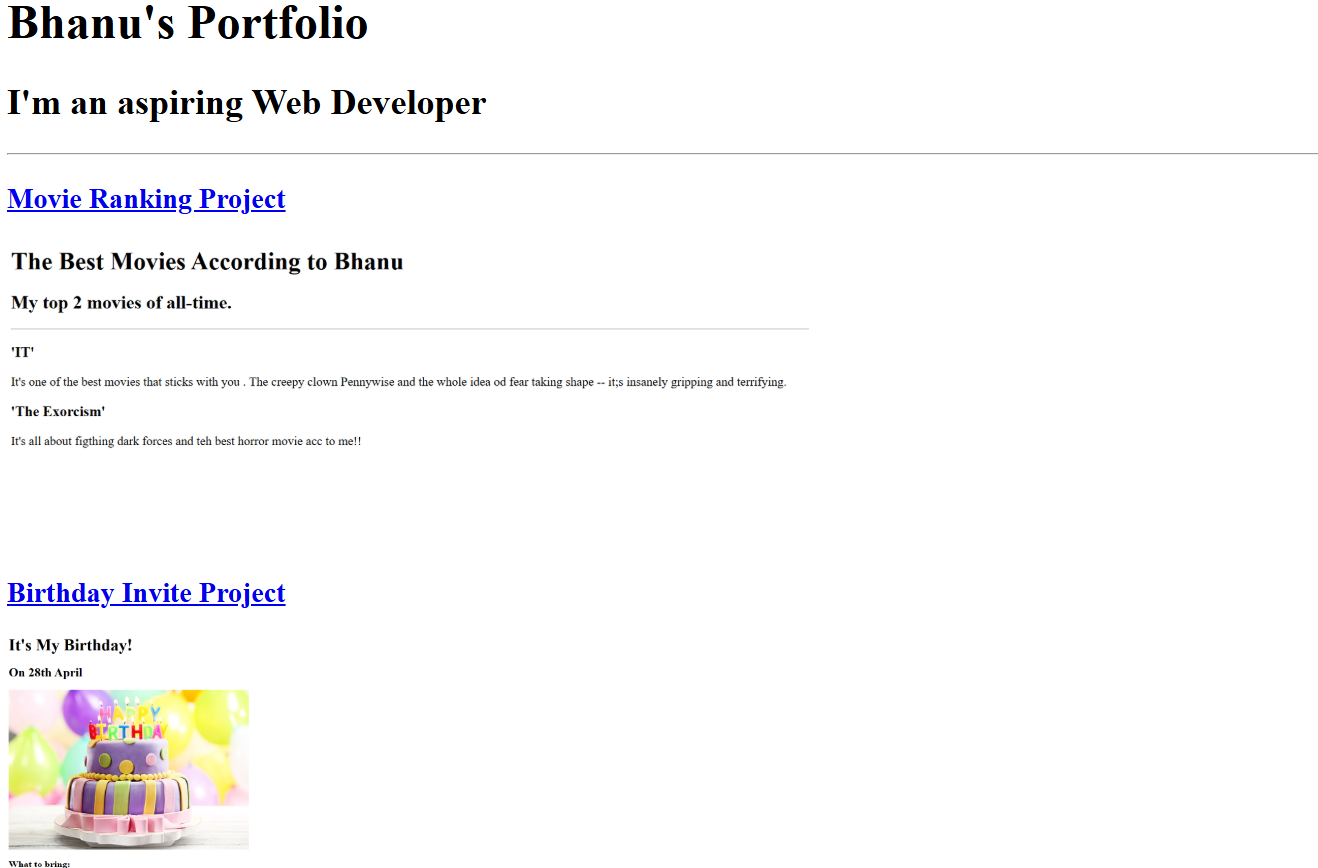 Bhanu's Portfolio
I'm an aspiring Web Developer
Movie Ranking Project
The Best Movies According to Bhanu
My top 2 movies of all-time.
'IT'
It's one of the best movies that sticks with you . The creepy clown Pennywise and the whole idea od fear taking shape -- it;s insanely gripping and terrifying.
'The Exorcism'
It's all about figthing dark forces and teh best horror movie acc to me!!
Birthday Invite Project
It's My Birthday!
On 28th April
HAPPY
BIRTHDAY
What to bring: